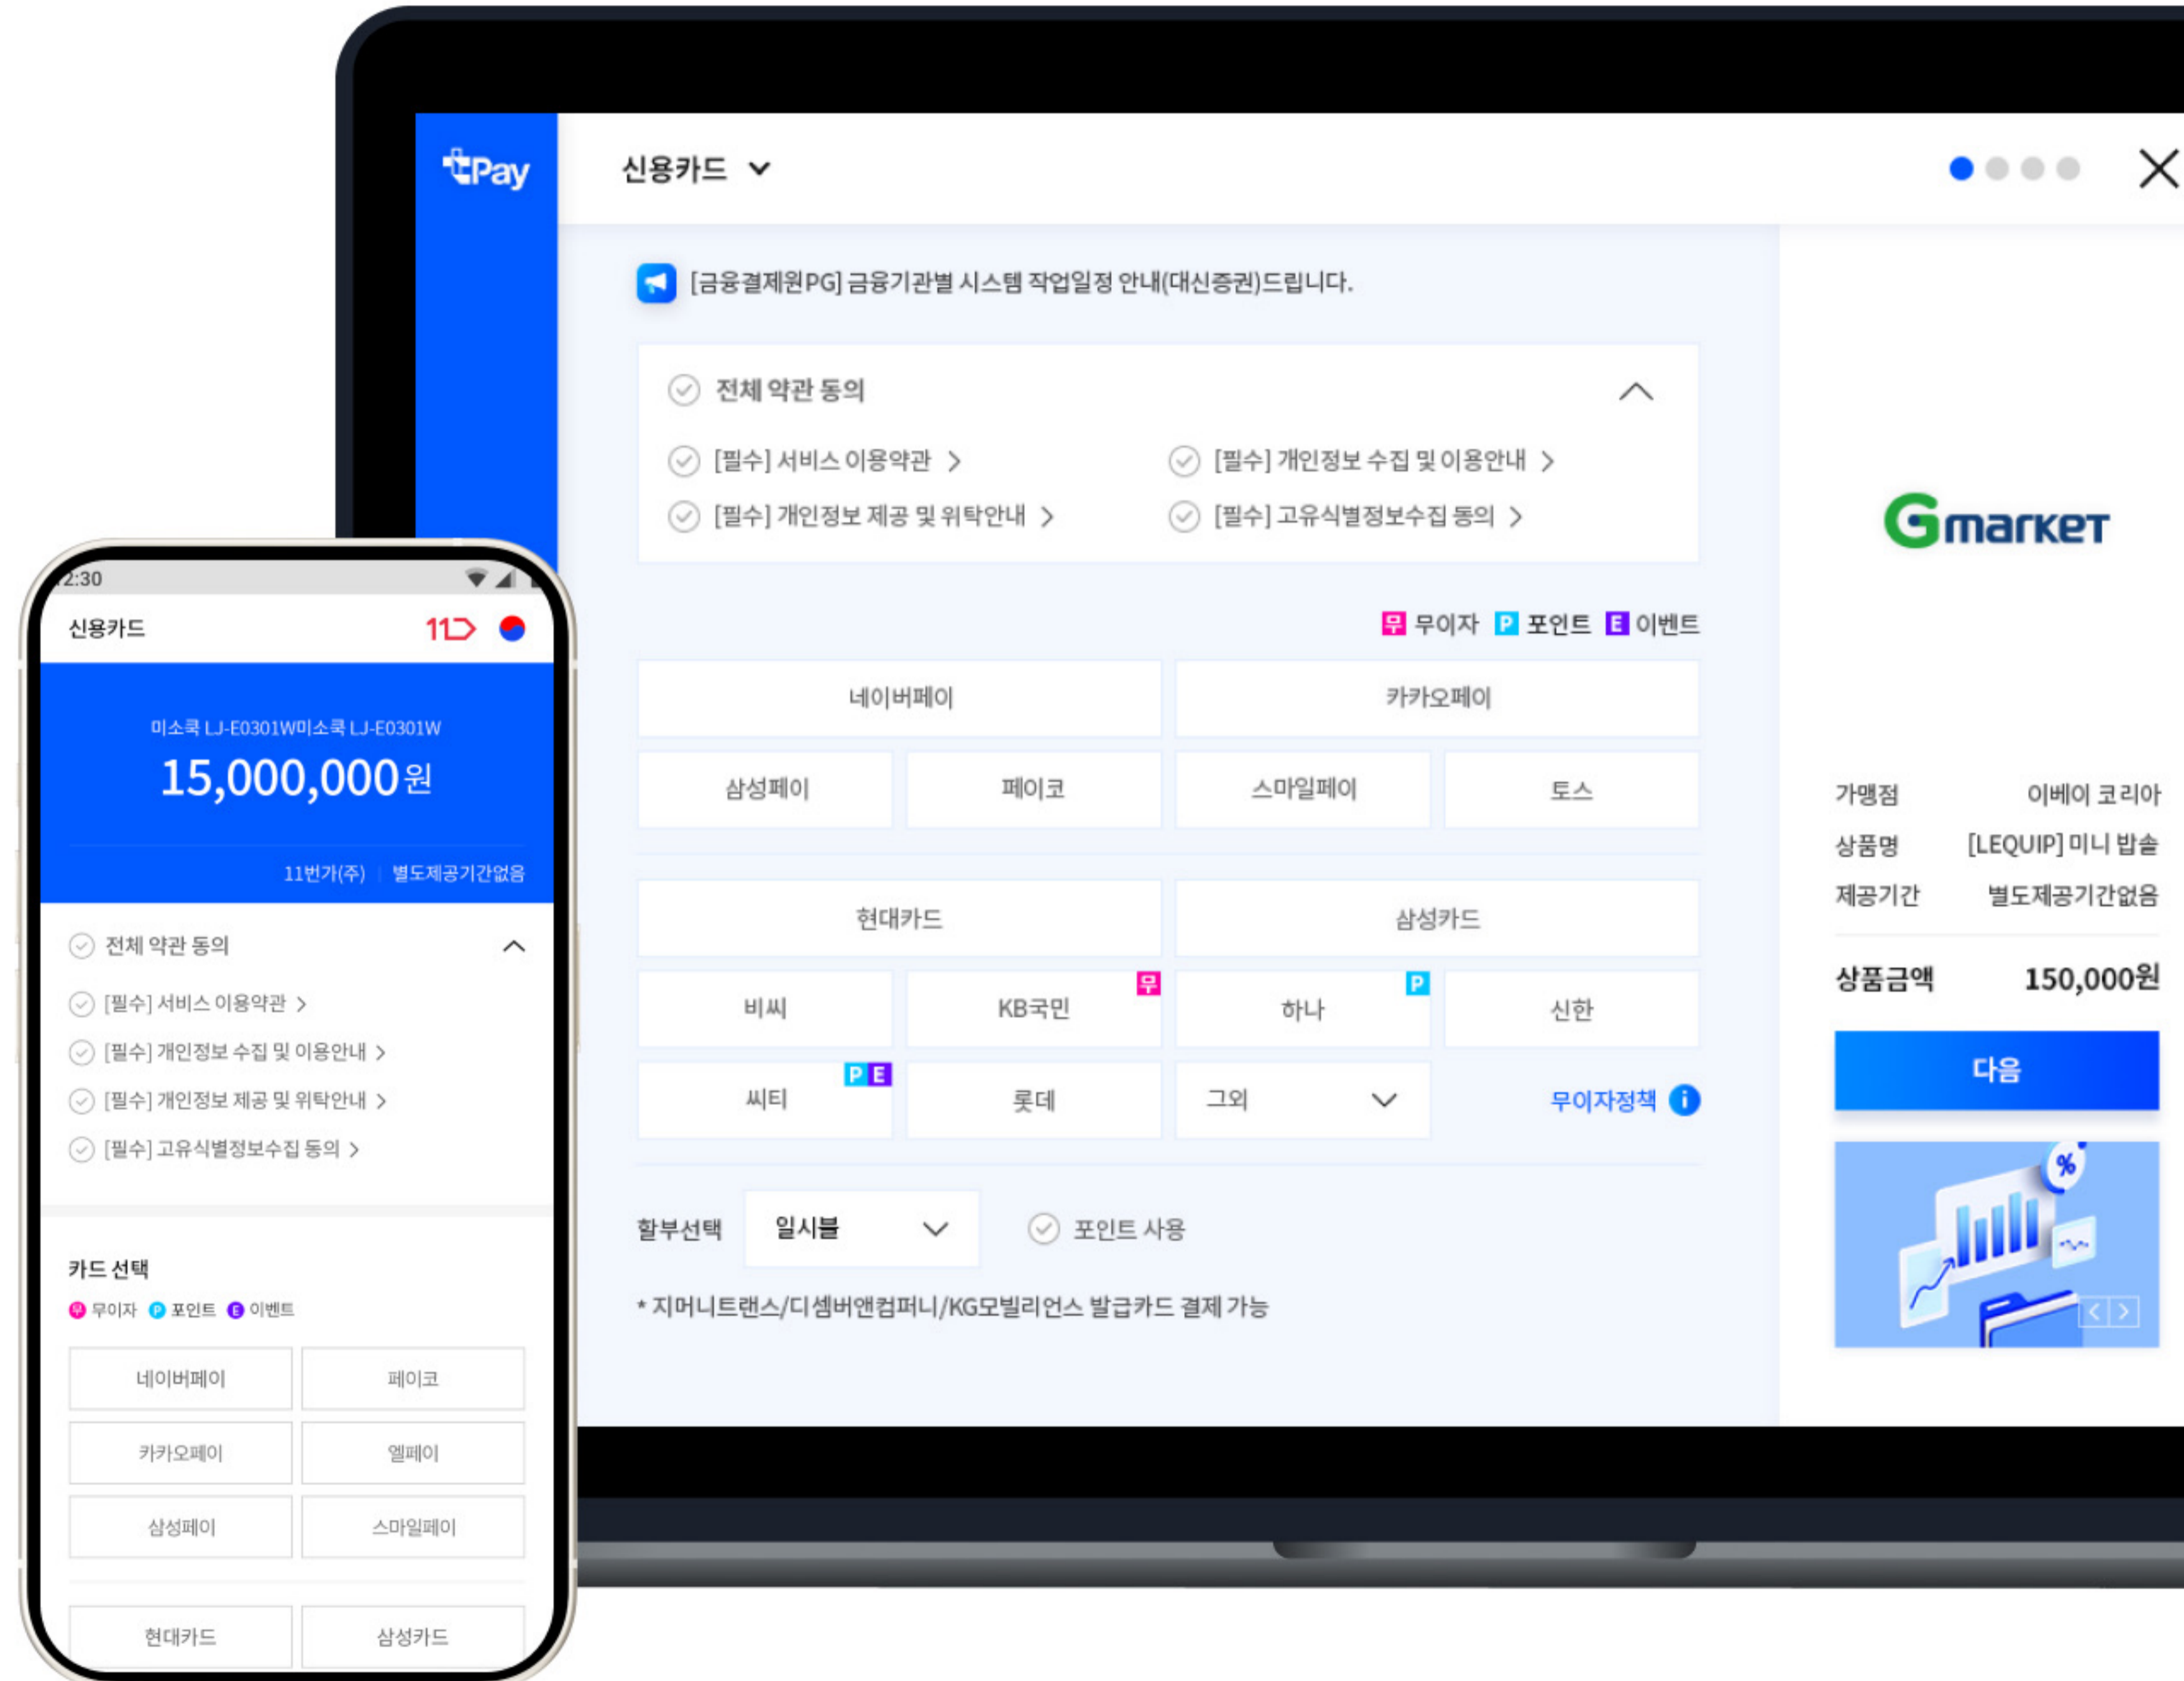 tPay
신용카드
[금융결제원PG] 금융기관별 시스템 작업일정 안내(대신증권)드립니다.
전체 약관 동의
[필수] 서비스 이용약관 >
[필수] 개인정보 수집 및 이용안내 >
[필수] 개인정보 제공 및 위탁안내 >
[필수] 고유식별정보수집 동의 >
무 무이자 P 포인트 E 이벤트
네이버페이
카카오페이
삼성페이
페이코
스마일페이
토스
현대카드
삼성카드
비씨
KB국민
무
하나
P
신한
씨티
P E
롯데
그외
무이자정책 i
할부선택
일시블
포인트 사용
* 지머니트랜스/디셈버앤컴퍼니/KG모빌리언스 발급카드 결제 가능
Gmarket
가맹점 이베이 코리아
상품명 [LEQUIP] 미니 밥솥
제공기간 별도제공기간없음
상품금액 150,000원
다음
%
< >
2:30
신용카드
11
미소쿡 LJ-E0301W미소쿡 LJ-E0301W
15,000,000원
11번가(주) 별도제공기간없음
전체 약관 동의
[필수] 서비스 이용약관 >
[필수] 개인정보 수집 및 이용안내 >
[필수] 개인정보 제공 및 위탁안내 >
[필수] 고유식별정보수집 동의 >
카드 선택
무 무이자 P 포인트 E 이벤트
네이버페이
페이코
카카오페이
엘페이
삼성페이
스마일페이
현대카드
삼성카드